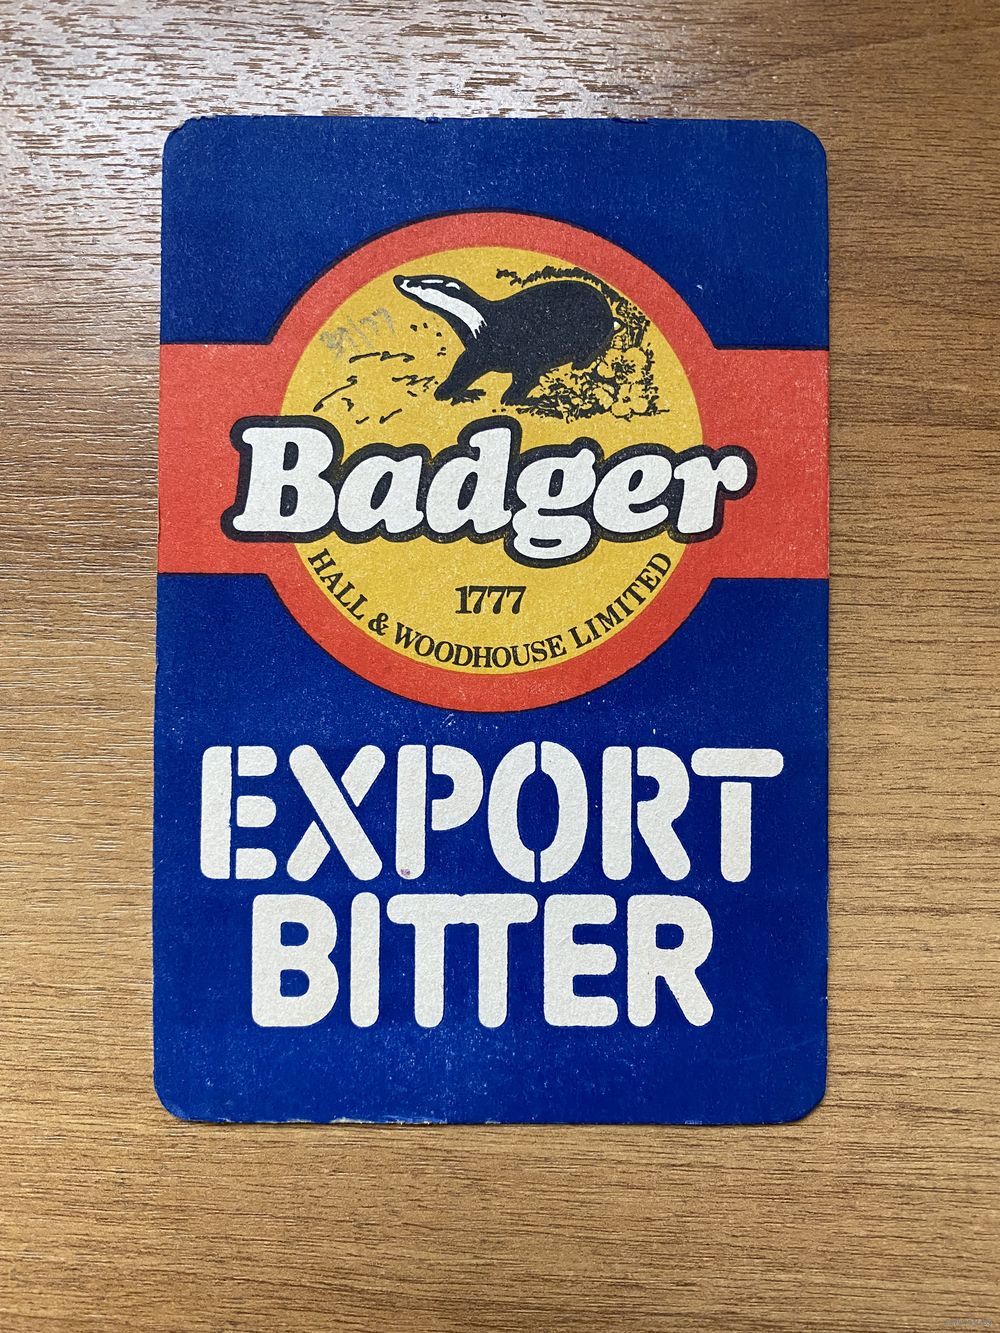 Badger
1777
HALL & WOODHOUSE LIMITED
EXPORT
BITTER